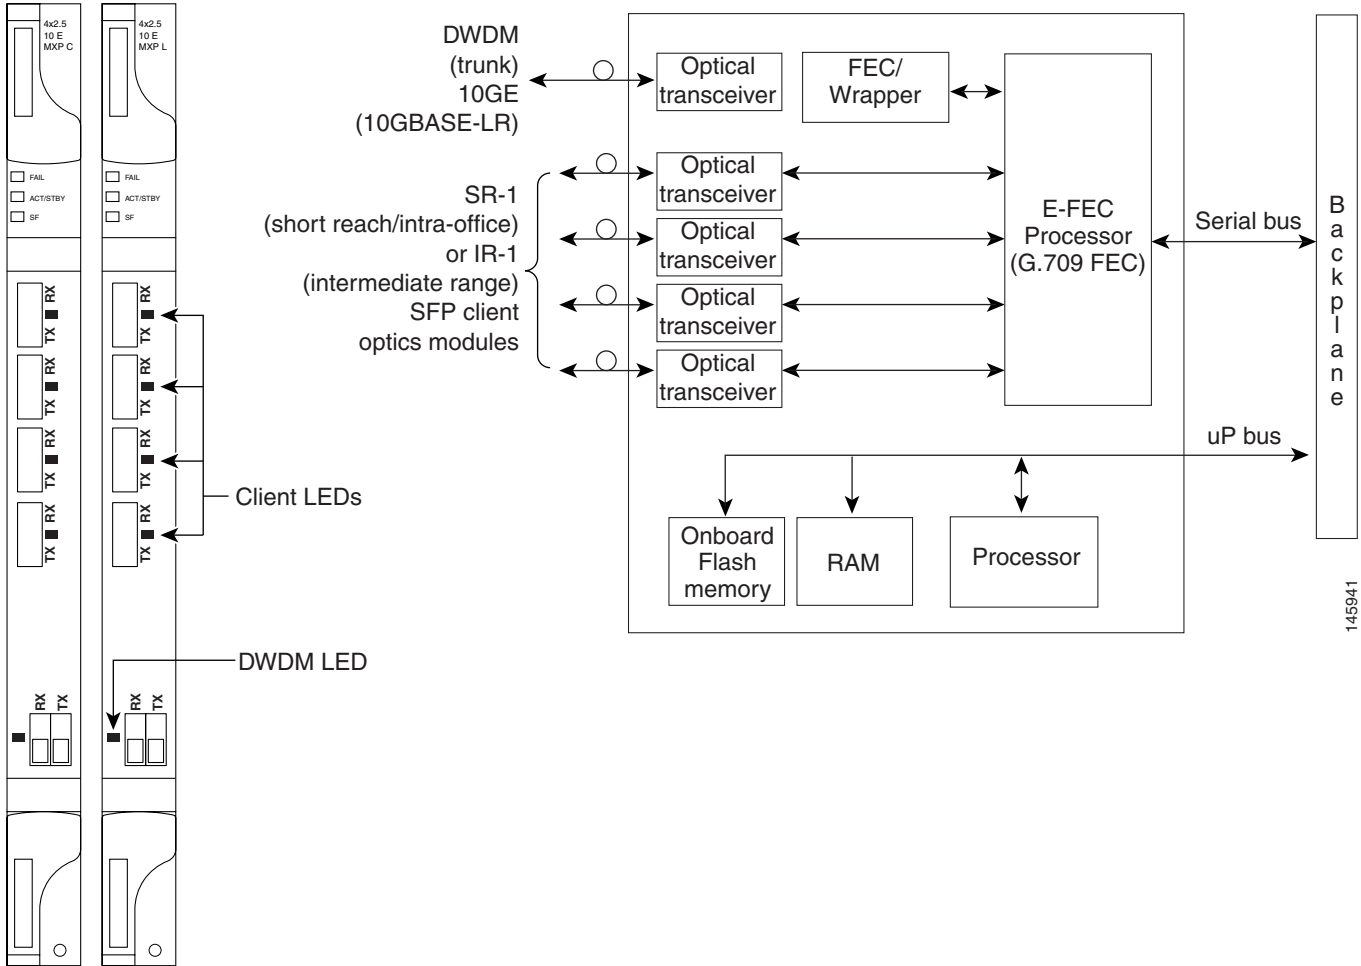 4x2.5
10 E
MXP C
FAIL
ACT/STBY
SF
RX
TX
RX
TX
RX
TX
RX
TX
RX
TX
4x2.5
10 E
MXP L
FAIL
ACT/STBY
SF
RX
TX
RX
TX
RX
TX
RX
TX
RX
TX
Client LEDs
DWDM LED
DWDM
(trunk)
10GE
(10GBASE-LR)
SR-1
(short reach/intra-office)
or IR-1
(intermediate range)
SFP client
optics modules
Optical
transceiver
FEC/
Wrapper
Optical
transceiver
Optical
transceiver
Optical
transceiver
Optical
transceiver
E-FEC
Processor
(G.709 FEC)
Serial bus
uP bus
Onboard
Flash
memory
RAM
Processor
Backplane
145941